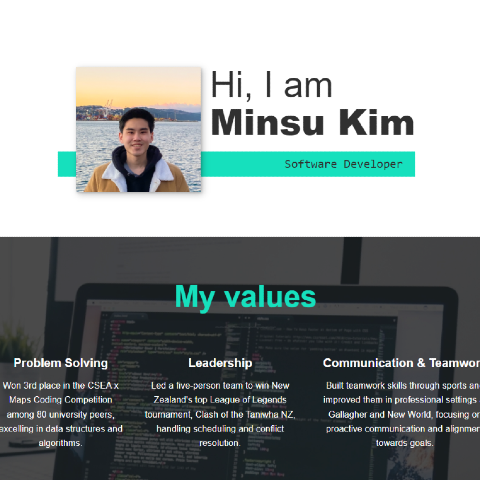 Hi, I am
Minsu Kim
Software Developer
My values
Problem Solving
Won 3rd place in the CSEA x
Maps Coding Competition
among 80 university peers,
excelling in data structures and
algorithms.
Leadership
Led a five-person team to win New
Zealand's top League of Legends
tournament, Clash of the Taniwha NZ,
handling scheduling and conflict
resolution.
Communication & Teamwor
Built teamwork skills through sports an
improved them in professional settings
Gallagher and New World, focusing on
proactive communication and alignmen
towards goals.